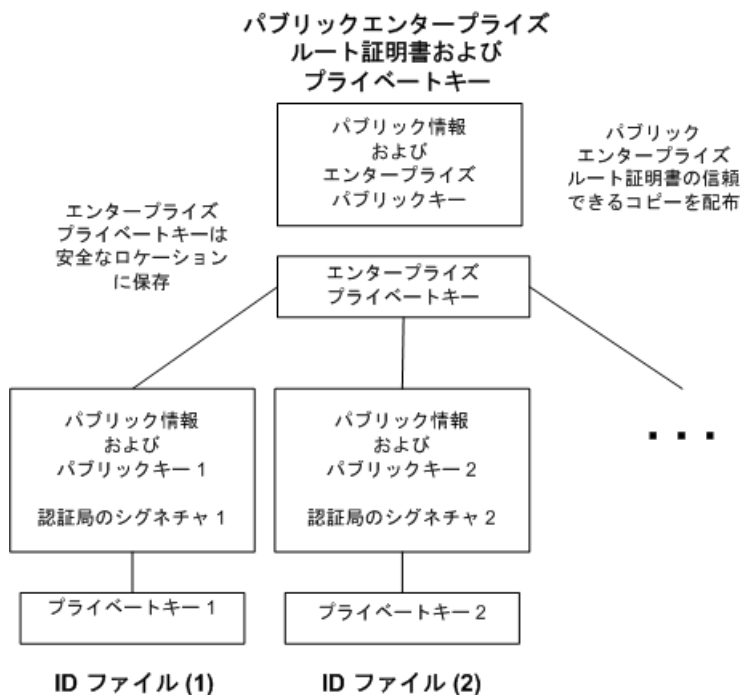 パブリックエンタープライズ
ルート証明書および
プライベートキー
パブリック情報
および
エンタープライズ
パブリックキー
パブリック
エンタープライズ
ルート証明書の信頼
できるコピーを配布
エンタープライズ
プライベートキーは
安全なロケーション
に保存
エンタープライズ
プライベートキー
パブリック情報
および
パブリックキー 1
認証局のシグネチャ 1
パブリック情報
および
パブリックキー 2
認証局のシグネチャ 2
. . .
プライベートキー 1
プライベートキー 2
ID ファイル (1)
ID ファイル (2)